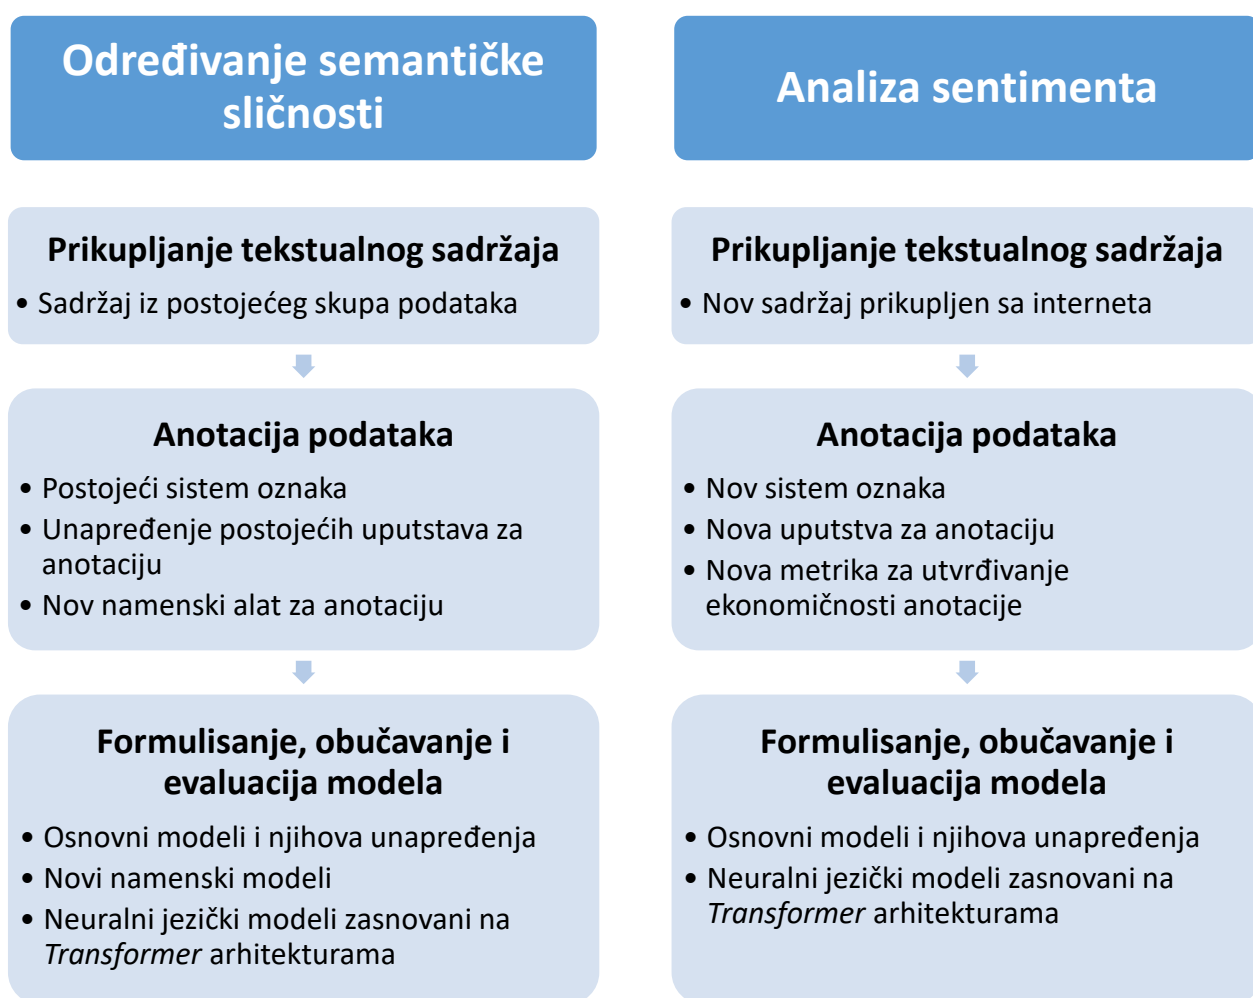 Određivanje semantičke
sličnosti
Prikupljanje tekstualnog sadržaja
• Sadržaj iz postojećeg skupa podataka
Anotacija podataka
• Postojeći sistem oznaka
• Unapređenje postojećih uputstava za
anotaciju
• Nov namenski alat za anotaciju
Formulisanje, obučavanje i
evaluacija modela
• Osnovni modeli i njihova unapređenja
• Novi namenski modeli
• Neuralni jezički modeli zasnovani na
Transformer arhitekturama
Analiza sentimenta
Prikupljanje tekstualnog sadržaja
• Nov sadržaj prikupljen sa interneta
Anotacija podataka
• Nov sistem oznaka
• Nova uputstva za anotaciju
• Nova metrika za utvrđivanje
ekonomičnosti anotacije
Formulisanje, obučavanje i
evaluacija modela
• Osnovni modeli i njihova unapređenja
• Neuralni jezički modeli zasnovani na
Transformer arhitekturama